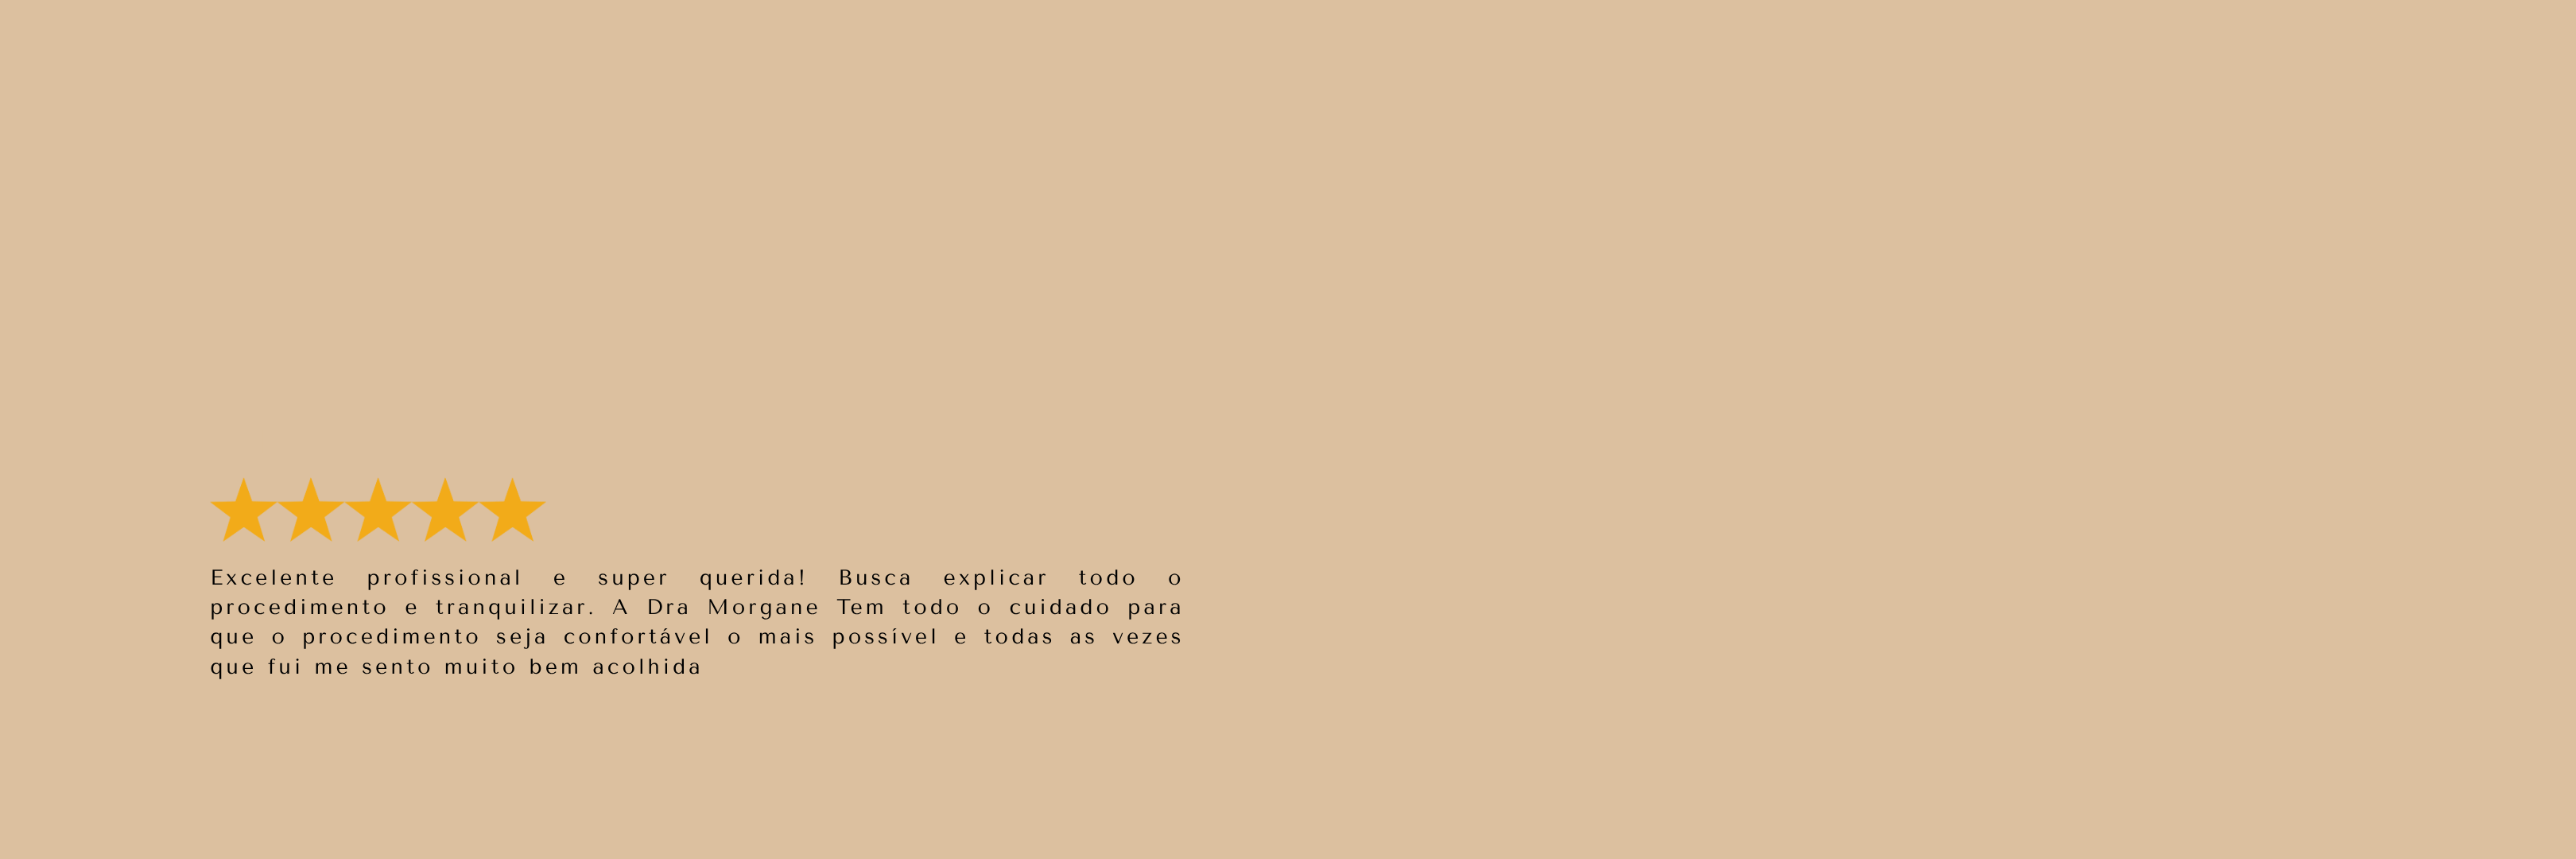 Excelente profissional e super querida! Busca explicar todo o
procedimento e tranquilizar. A Dra Morgane Tem todo o cuidado para
que o procedimento seja confortável o mais possível e todas as vezes
que fui me sento muito bem acolhida